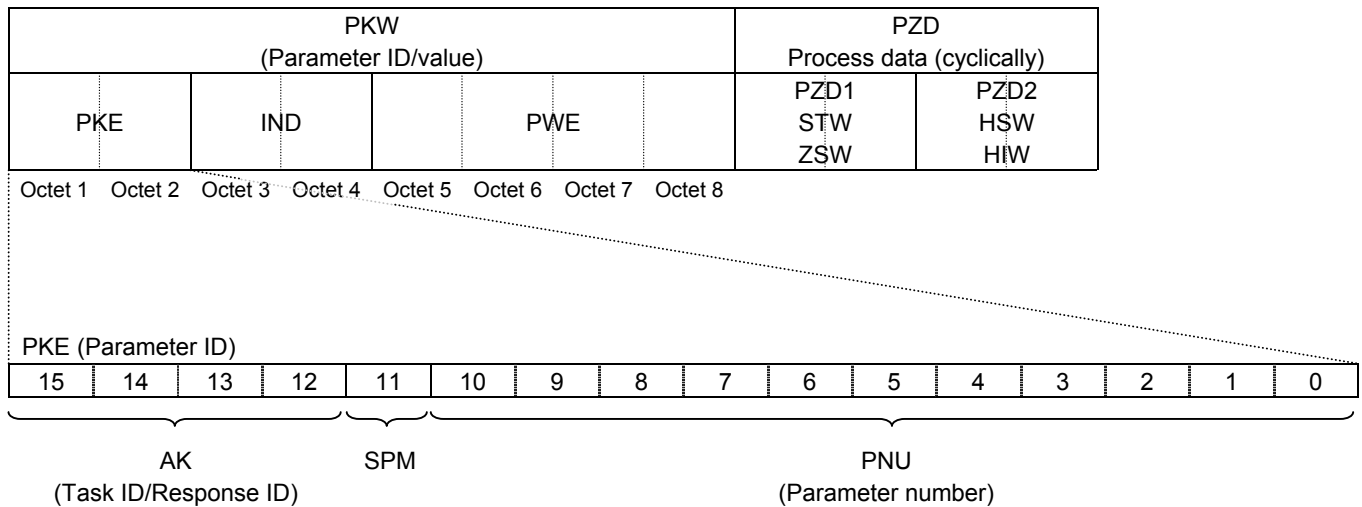 PKW
(Parameter ID/value)
PZD
Process data (cyclically)
PKE
IND
PWE
PZD1
STW
ZSW
PZD2
HSW
HIW
Octet 1 Octet 2 Octet 3 Octet 4 Octet 5 Octet 6 Octet 7 Octet 8
PKE (Parameter ID)
15 14 13 12 11 10 9 8 7 6 5 4 3 2 1 0
AK
(Task ID/Response ID)
SPM
PNU
(Parameter number)